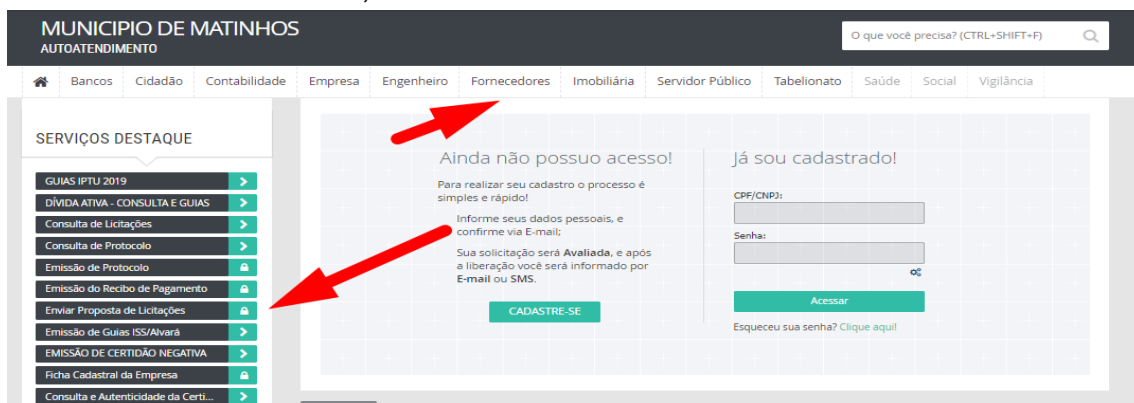 MUNICIPIO DE MATINHOS
AUTOATENDIMENTO
O que você precisa? (CTRL+SHIFT+F)
Bancos Cidadão Contabilidade Empresa Engenheiro Fornecedores Imobiliária Servidor Público Tabelionato Saúde Social Vigilância
SERVIÇOS DESTAQUE
GUIAS IPTU 2019
DÍVIDA ATIVA - CONSULTA E GUIAS
Consulta de Licitações
Consulta de Protocolo
Emissão de Protocolo
Emissão do Recibo de Pagamento
Enviar Proposta de Licitações
Emissão de Guias ISS/Alvará
EMISSÃO DE CERTIDÃO NEGATIVA
Ficha Cadastral da Empresa
Consulta e Autenticidade da Certi...
Ainda não possuo acesso!
Para realizar seu cadastro o processo é
simples e rápido!
Informe seus dados pessoais, e
confirme via E-mail;
Sua solicitação será Avaliada, e após
a liberação você será informado por
E-mail ou SMS.
CADASTRE-SE
Já sou cadastrado!
CPF/CNPJ:
Senha:
Acessar
Esqueceu sua senha? Clique aqui!